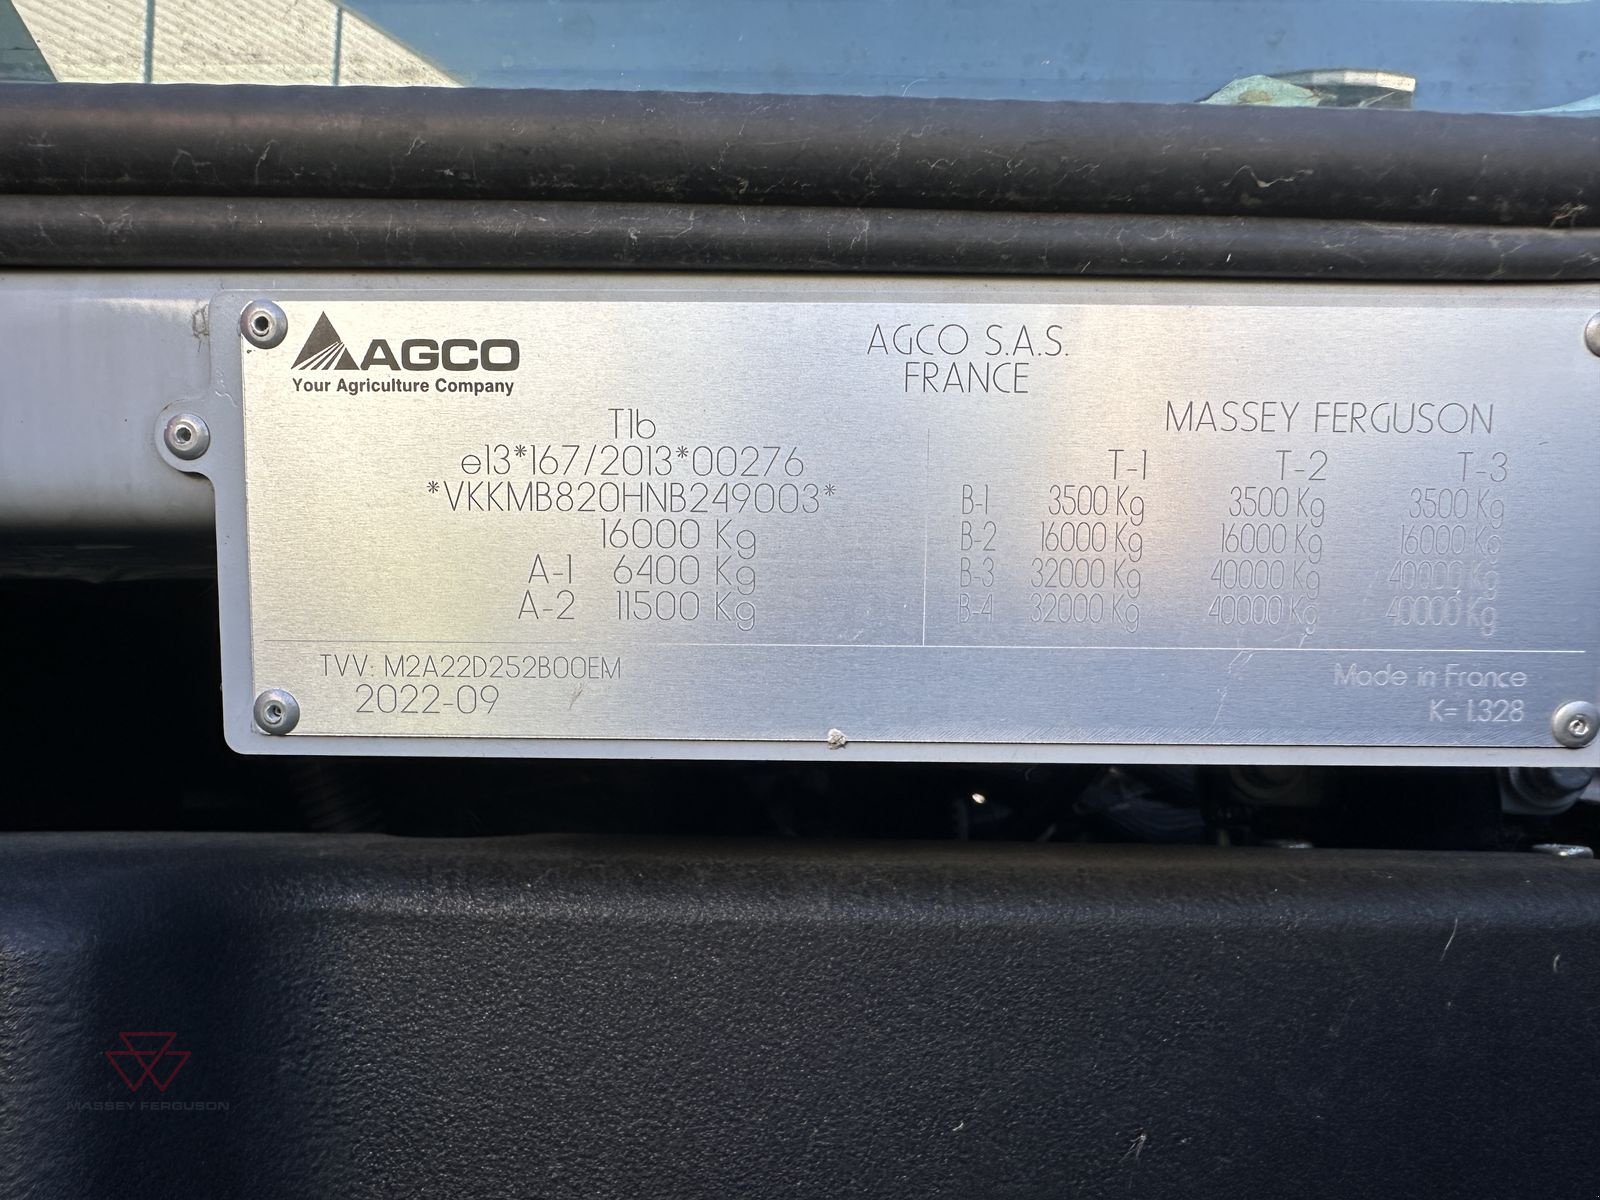 AGCO
Your Agriculture Company
AGCO S.A.S.
FRANCE
T1b
e13*167/2013*00276
*VKKMB820HNB249003*
16000 Kg
A-1 6400 Kg
A-2 11500 Kg
MASSEY FERGUSON
T-1 T-2 T-3
B-1 3500 Kg 3500 Kg 3500 Kg
B-2 16000 Kg 16000 Kg 16000 Kg
B-3 32000 Kg 40000 Kg 40000 Kg
B-4 32000 Kg 40000 Kg 40000 Kg
TVV: M2A22D252B00EM
2022-09
Made in France
K= 1.328
MASSEY FERGUSON